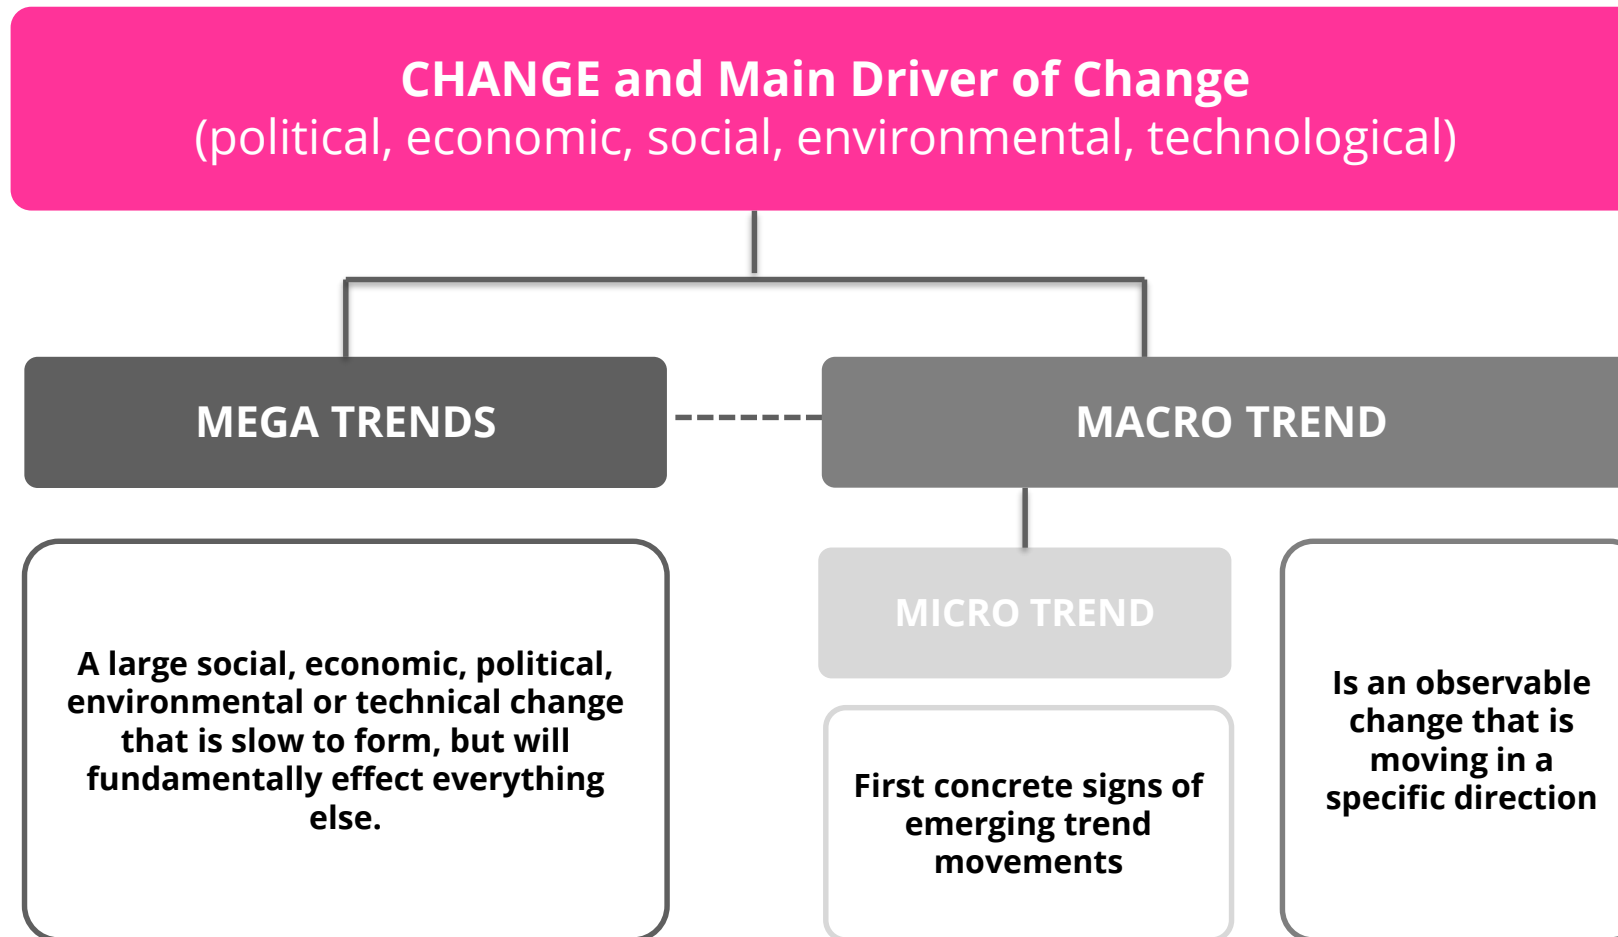 CHANGE and Main Driver of Change
(political, economic, social, environmental, technological)
MEGA TRENDS
MACRO TREND
A large social, economic, political,
environmental or technical change
that is slow to form, but will
fundamentally effect everything
else.
MICRO TREND
First concrete signs of
emerging trend
movements
Is an observable
change that is
moving in a
specific direction